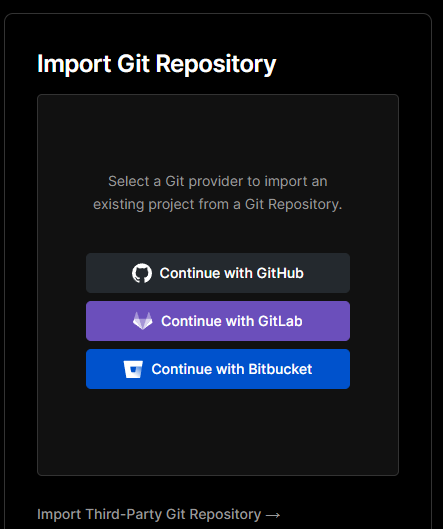 Import Git Repository
Select a Git provider to import an
existing project from a Git Repository.
Continue with GitHub
Continue with GitLab
Continue with Bitbucket
Import Third-Party Git Repository →